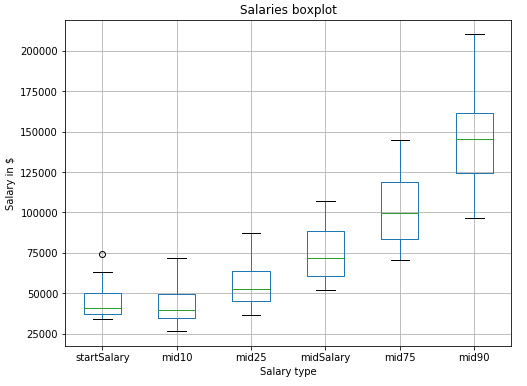 Salaries boxplot
Salary in $
200000
175000
150000
125000
100000
75000
50000
25000
startSalary mid10 mid25 midSalary mid75 mid90
Salary type